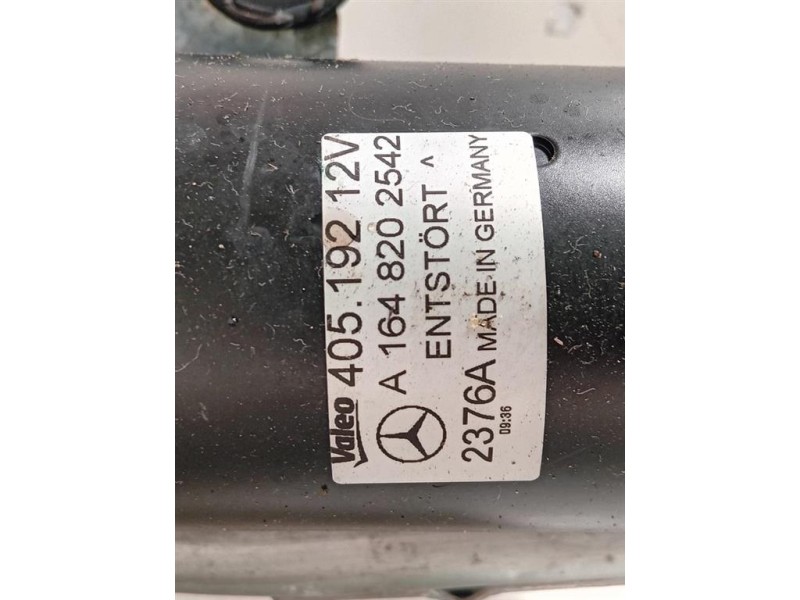 Valeo 405.192 12V
A 164 820 2542
ENTSTÖRT ^
2376A MADE IN GERMANY
09:36